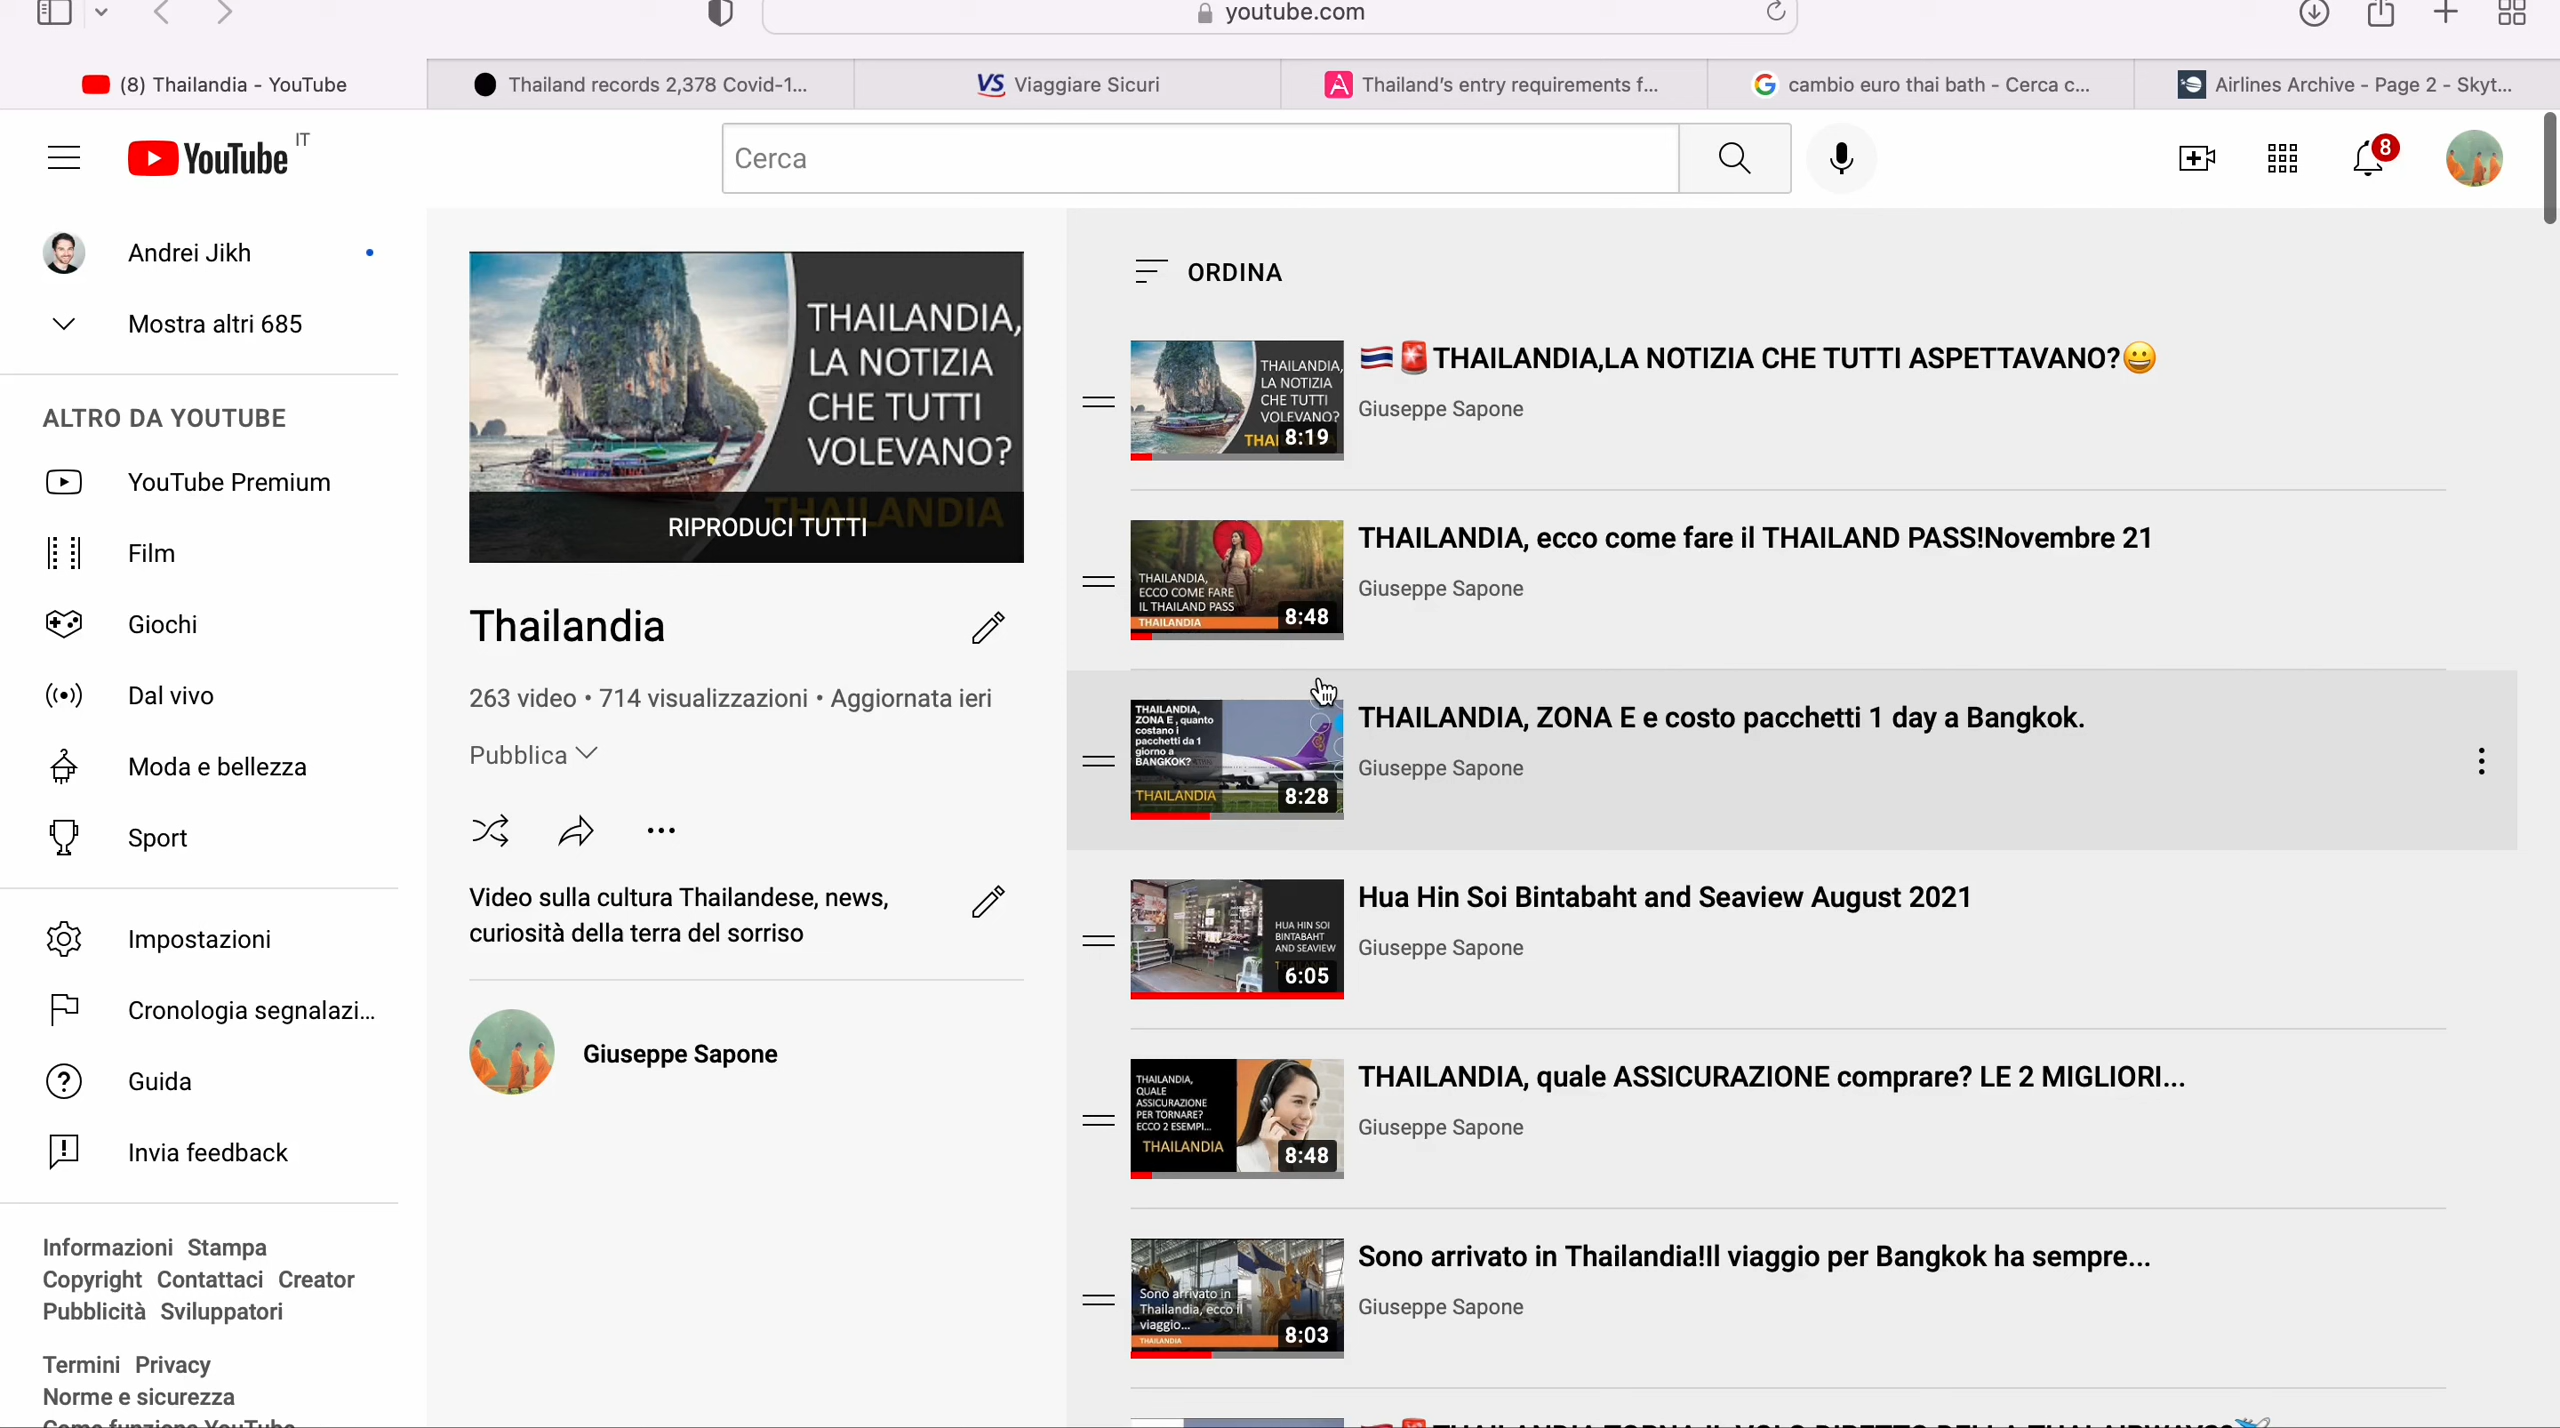 youtube.com
(8) Thailandia - YouTube
Thailand records 2,378 Covid-1...
VS Viaggiare Sicuri
Thailand's entry requirements f...
cambio euro thai bath - Cerca c...
Airlines Archive - Page 2 - Skyt...
YouTube IT
Cerca
8
Andrei Jikh
Mostra altri 685
ALTRO DA YOUTUBE
YouTube Premium
Film
Giochi
Dal vivo
Moda e bellezza
Sport
Impostazioni
Cronologia segnalazi...
Guida
Invia feedback
Informazioni Stampa
Copyright Contattaci Creator
Pubblicità Sviluppatori
Termini Privacy
Norme e sicurezza
Come funziona YouTube
THAILANDIA,
LA NOTIZIA
CHE TUTTI
VOLEVANO?
THAILANDIA
RIPRODUCI TUTTI
Thailandia
263 video • 714 visualizzazioni • Aggiornata ieri
Pubblica
Video sulla cultura Thailandese, news,
curiosità della terra del sorriso
Giuseppe Sapone
ORDINA
THAILANDIA,
LA NOTIZIA
CHE TUTTI
VOLEVANO?
THAI
8:19
🇹🇭🚨THAILANDIA,LA NOTIZIA CHE TUTTI ASPETTAVANO?😀
Giuseppe Sapone
THAILANDIA,
ECCO COME FARE
IL THAILAND PASS
THAILANDIA
8:48
THAILANDIA, ecco come fare il THAILAND PASS!Novembre 21
Giuseppe Sapone
THAILANDIA,
ZONA E , quanto
costano i
pacchetti da 1
giorno a
BANGKOK?
THAILANDIA
8:28
THAILANDIA, ZONA E e costo pacchetti 1 day a Bangkok.
Giuseppe Sapone
HUA HIN SOI
BINTABAHT
AND SEAVIEW
6:05
Hua Hin Soi Bintabaht and Seaview August 2021
Giuseppe Sapone
THAILANDIA,
QUALE
ASSICURAZIONE
PER TORNARE?
ECCO 2 ESEMPI...
THAILANDIA
8:48
THAILANDIA, quale ASSICURAZIONE comprare? LE 2 MIGLIORI...
Giuseppe Sapone
Sono arrivato in
Thailandia, ecco il
viaggio...
THAILANDIA
8:03
Sono arrivato in Thailandia!Il viaggio per Bangkok ha sempre...
Giuseppe Sapone